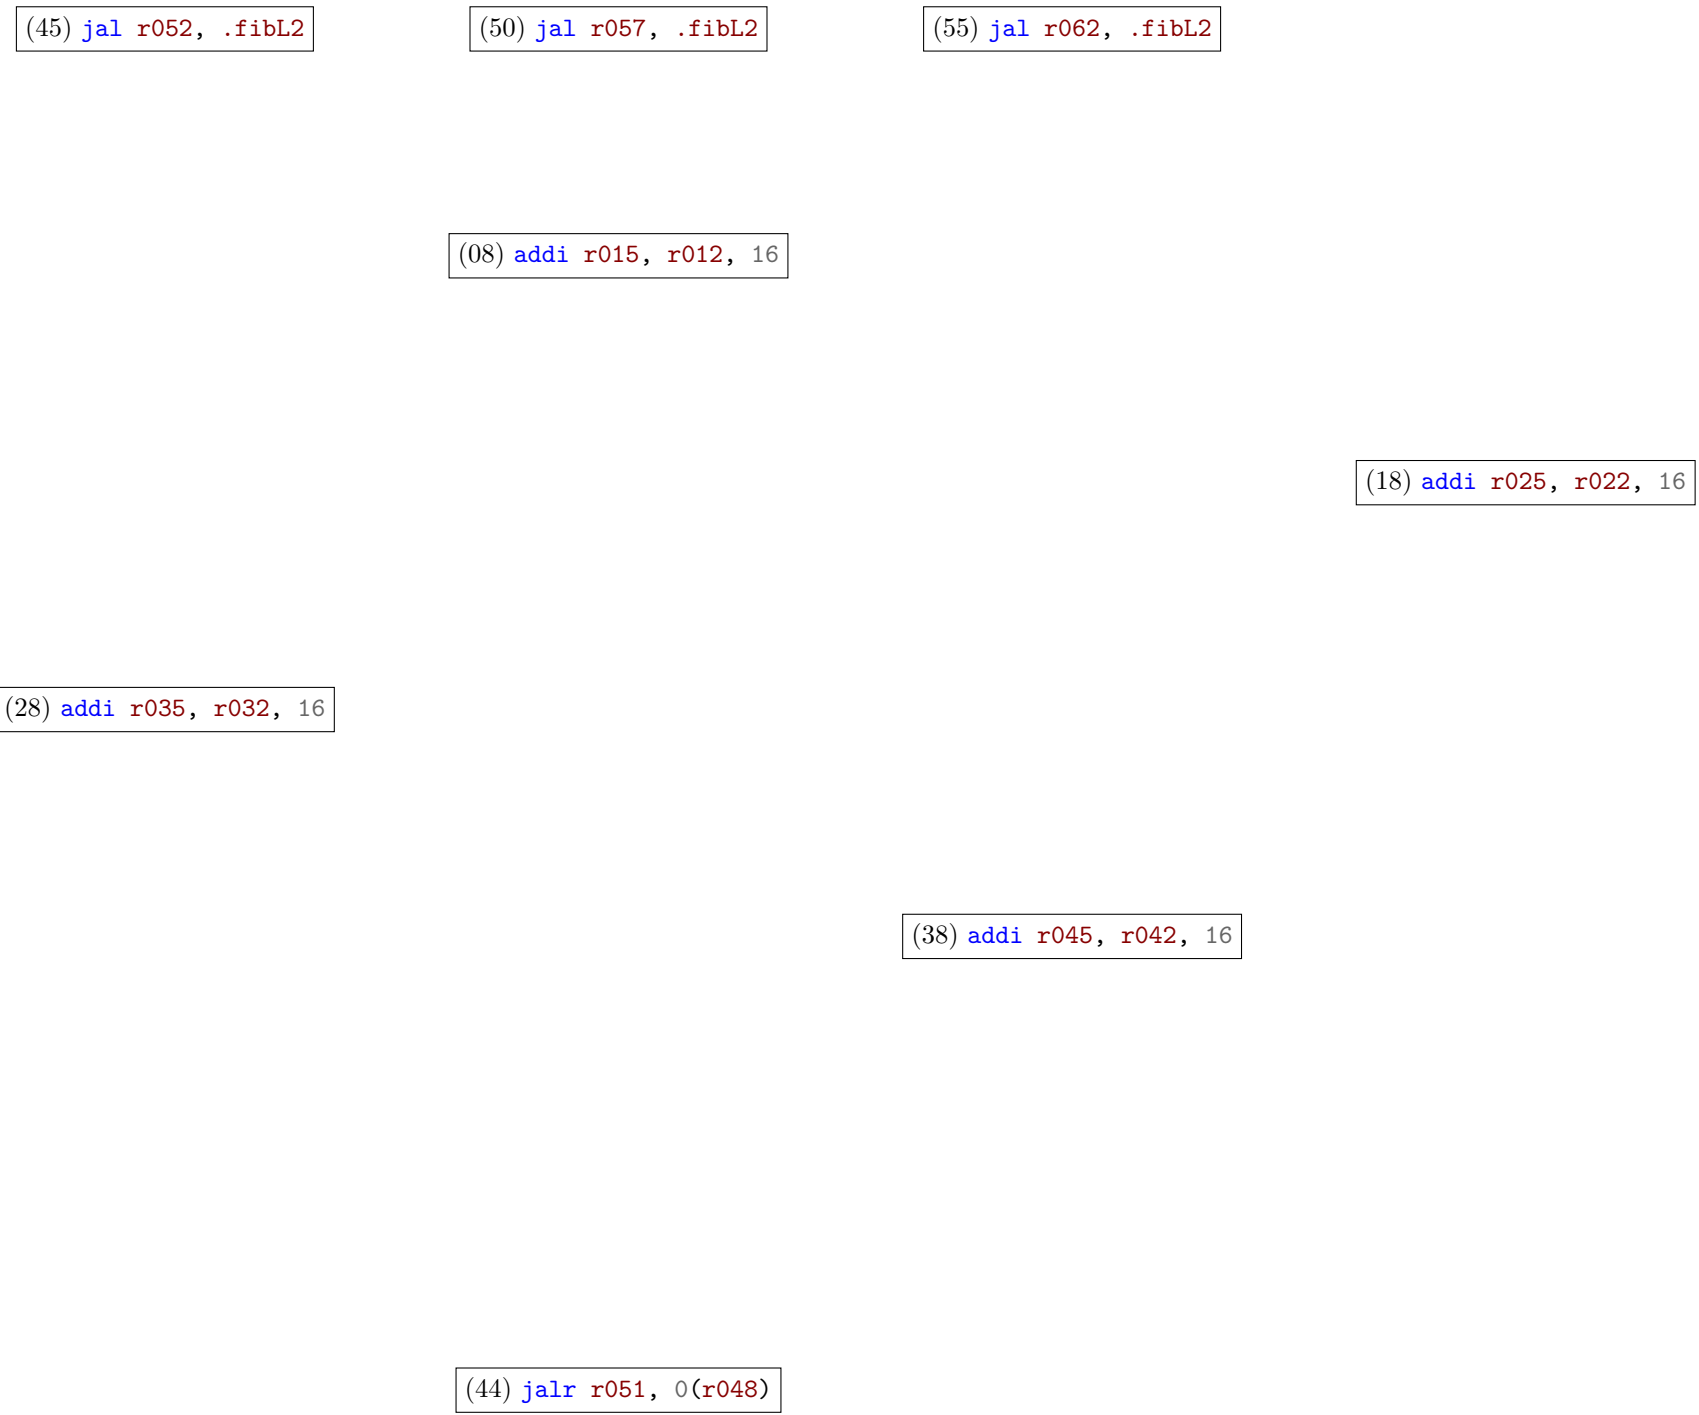 (45) jal r052, .fibL2
(50) jal r057, .fibL2
(55) jal r062, .fibL2
(08) addi r015, r012, 16
(18) addi r025, r022, 16
(28) addi r035, r032, 16
(38) addi r045, r042, 16
(44) jalr r051, 0(r048)